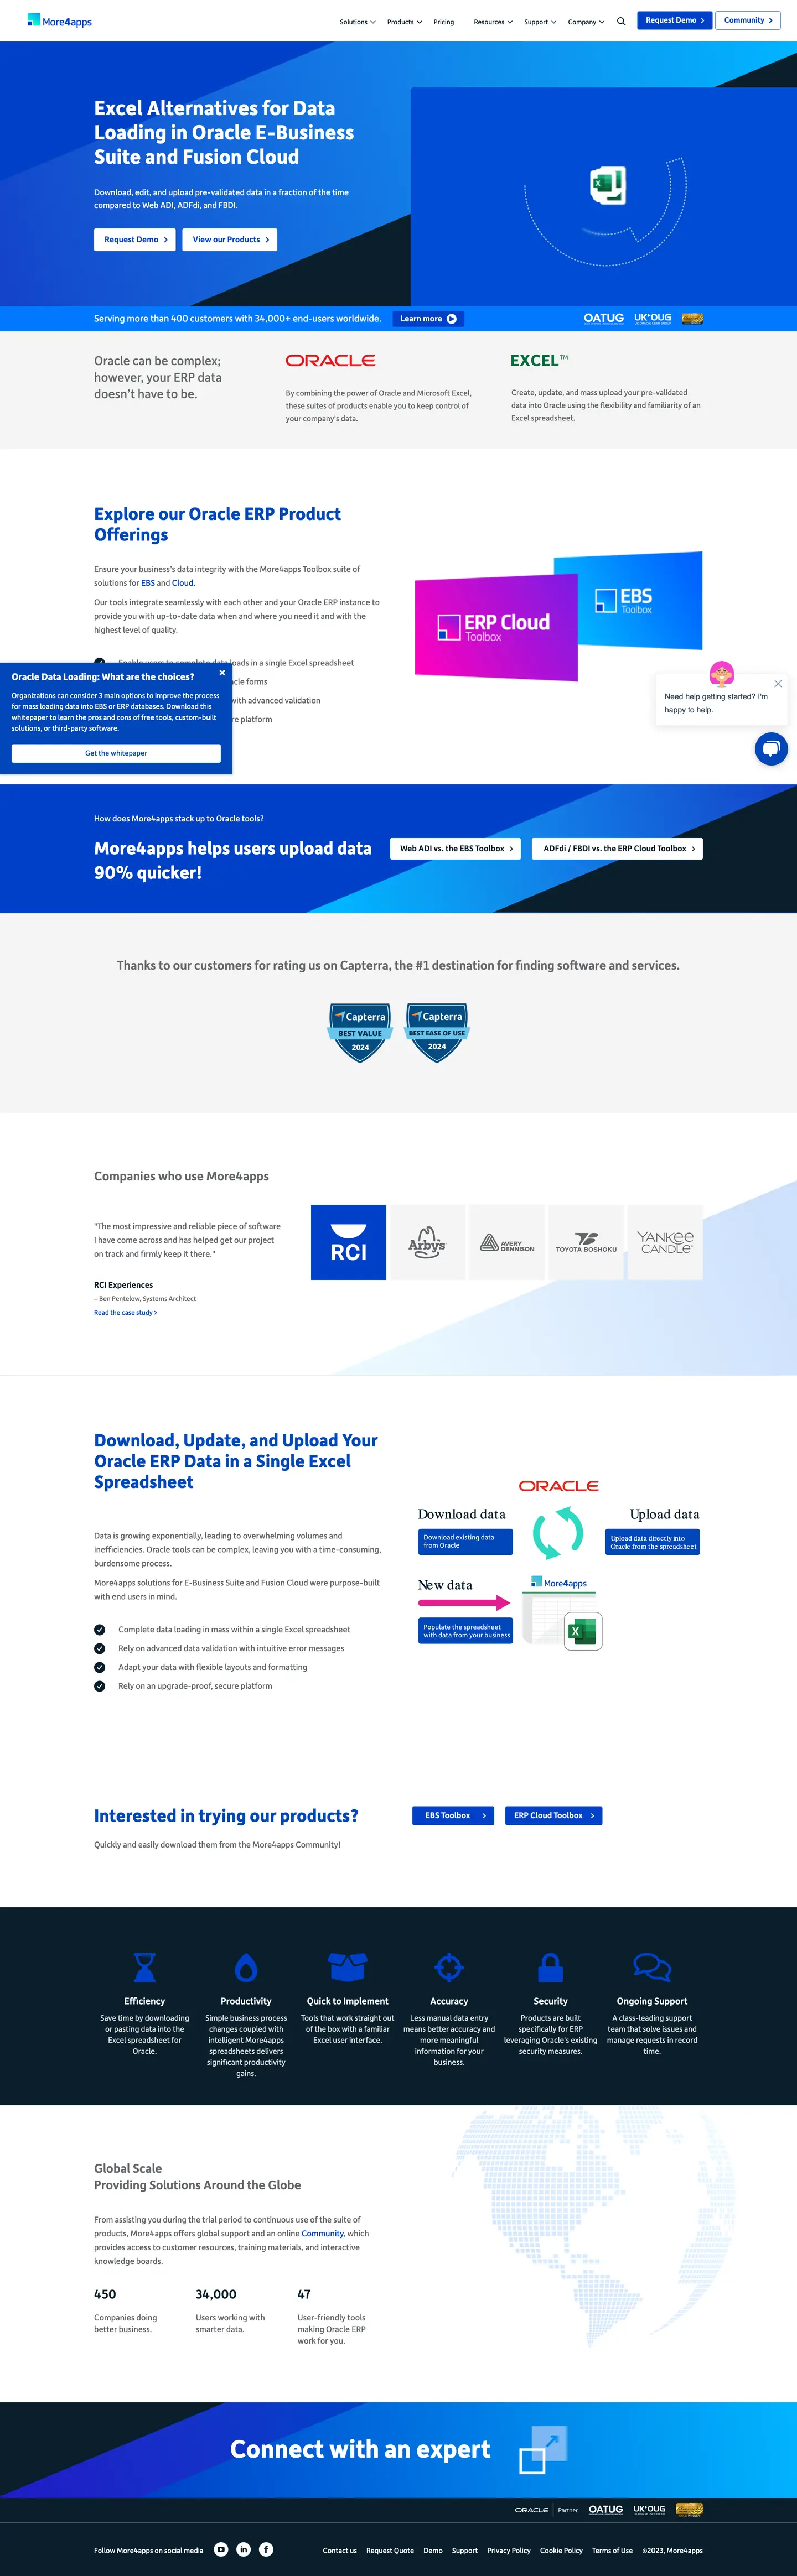 More4apps
Solutions
Products
Pricing
Resources
Support
Company
Request Demo
Community
Excel Alternatives for Data
Loading in Oracle E-Business
Suite and Fusion Cloud
Download, edit, and upload pre-validated data in a fraction of the time
compared to Web ADI, ADFdi, and FBDI.
Request Demo
View our Products
Serving more than 400 customers with 34,000+ end-users worldwide.
Learn more
OATUG
UKOUG
Oracle can be complex;
however, your ERP data
doesn't have to be.
ORACLE
By combining the power of Oracle and Microsoft Excel,
these suites of products enable you to keep control of
your company's data.
EXCEL™
Create, update, and mass upload your pre-validated
data into Oracle using the flexibility and familiarity of an
Excel spreadsheet.
Explore our Oracle ERP Product
Offerings
Ensure your business's data integrity with the More4apps Toolbox suite of
solutions for EBS and Cloud.
Our tools integrate seamlessly with each other and your Oracle ERP instance to
provide you with up-to-date data when and where you need it and with the
highest level of quality.
Enable users to complete data loads in a single Excel spreadsheet
acle forms
with advanced validation
re platform
ERP Cloud
Toolbox
EBS
Toolbox
Oracle Data Loading: What are the choices?
Organizations can consider 3 main options to improve the process
for mass loading data into EBS or ERP databases. Download this
whitepaper to learn the pros and cons of free tools, custom-built
solutions, or third-party software.
Get the whitepaper
Need help getting started? I'm
happy to help.
How does More4apps stack up to Oracle tools?
More4apps helps users upload data
90% quicker!
Web ADI vs. the EBS Toolbox
ADFdi / FBDI vs. the ERP Cloud Toolbox
Thanks to our customers for rating us on Capterra, the #1 destination for finding software and services.
Capterra
BEST VALUE
2024
Capterra
BEST EASE OF USE
2024
Companies who use More4apps
"The most impressive and reliable piece of software
I have come across and has helped get our project
on track and firmly keep it there."
RCI Experiences
– Ben Pentelow, Systems Architect
Read the case study >
RCI
Arby's
AVERY
DENNISON
TOYOTA BOSHOKU
YANKEE
CANDLE
Download, Update, and Upload Your
Oracle ERP Data in a Single Excel
Spreadsheet
Data is growing exponentially, leading to overwhelming volumes and
inefficiencies. Oracle tools can be complex, leaving you with a time-consuming,
burdensome process.
More4apps solutions for E-Business Suite and Fusion Cloud were purpose-built
with end users in mind.
Complete data loading in mass within a single Excel spreadsheet
Rely on advanced data validation with intuitive error messages
Adapt your data with flexible layouts and formatting
Rely on an upgrade-proof, secure platform
ORACLE
Download data
Download existing data
from Oracle
Upload data
Upload data directly into
Oracle from the spreadsheet
New data
Populate the spreadsheet
with data from your business
More4apps
X
Interested in trying our products?
Quickly and easily download them from the More4apps Community!
EBS Toolbox
ERP Cloud Toolbox
Efficiency
Save time by downloading
or pasting data into the
Excel spreadsheet for
Oracle.
Productivity
Simple business process
changes coupled with
intelligent More4apps
spreadsheets delivers
significant productivity
gains.
Quick to Implement
Tools that work straight out
of the box with a familiar
Excel user interface.
Accuracy
Less manual data entry
means better accuracy and
more meaningful
information for your
business.
Security
Products are built
specifically for ERP
leveraging Oracle's existing
security measures.
Ongoing Support
A class-leading support
team that solve issues and
manage requests in record
time.
Global Scale
Providing Solutions Around the Globe
From assisting you during the trial period to continuous use of the suite of
products, More4apps offers global support and an online Community, which
provides access to customer resources, training materials, and interactive
knowledge boards.
450
Companies doing
better business.
34,000
Users working with
smarter data.
47
User-friendly tools
making Oracle ERP
work for you.
Connect with an expert
ORACLE | Partner
OATUG
UKOUG
Follow More4apps on social media
Contact us
Request Quote
Demo
Support
Privacy Policy
Cookie Policy
Terms of Use
©2023, More4apps